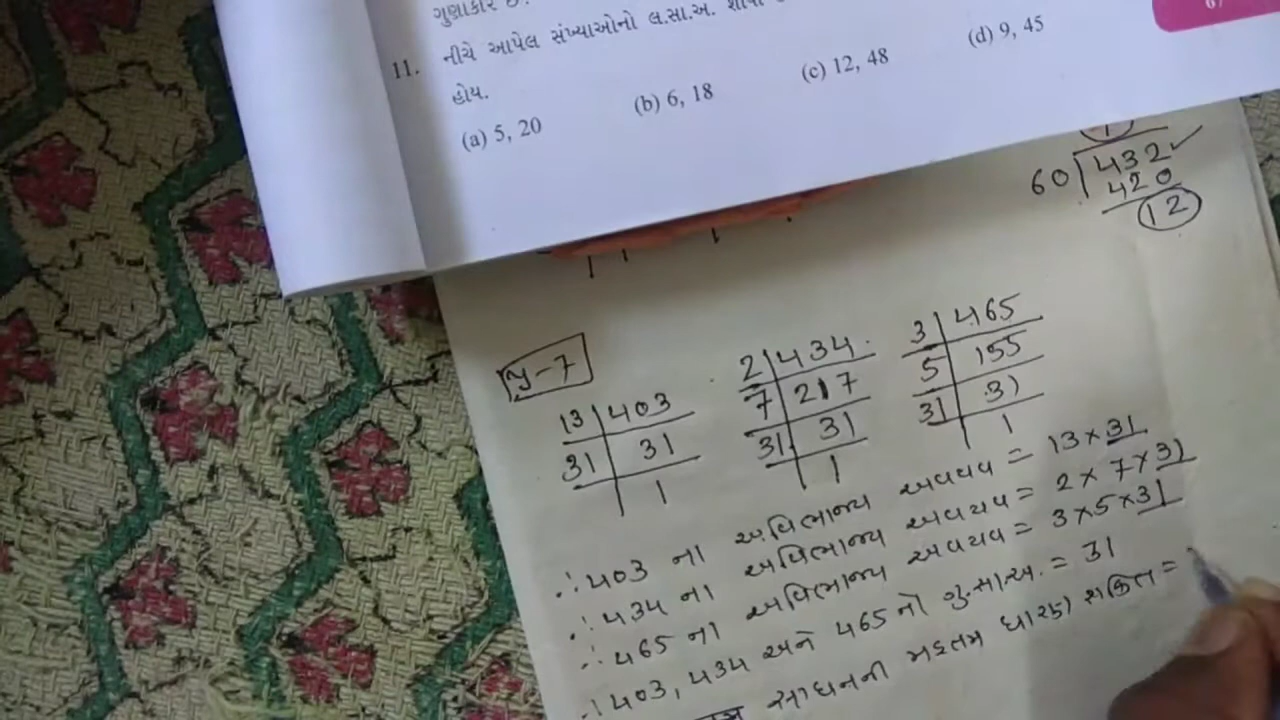 ગુણાકાર છે.
11. નીચે આપેલ સંખ્યાઓનો લ.સા.અ.
હોય.
(a) 5, 20 (b) 6, 18 (c) 12, 48 (d) 9, 45
60 432
420
12
પ્ર-7
13 403
31 31
1
2 434
7 217
31 31
1
3 465
5 155
31 31
1
∴ 403 ના અવિભાજ્ય અવયવ = 13 × 31
∴ 434 ના અવિભાજ્ય અવયવ = 2 × 7 × 31
∴ 465 ના અવિભાજ્ય અવયવ = 3 × 5 × 31
∴ 403, 434 અને 465 નો ગુ.સા.અ. = 31
સાધનની મહત્તમ ધારણ શક્તિ =